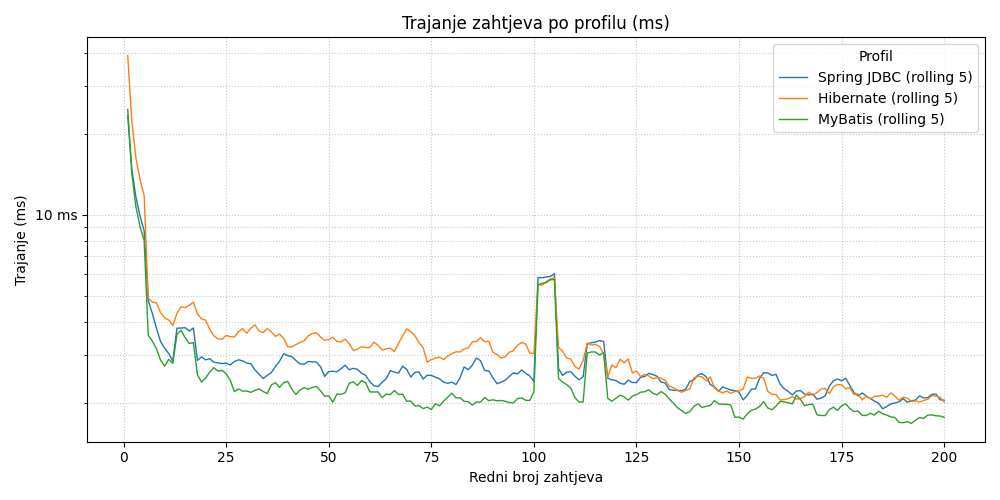 Trajanje zahtjeva po profilu (ms)
Profil
Spring JDBC (rolling 5)
Hibernate (rolling 5)
MyBatis (rolling 5)
Trajanje (ms)
10 ms
0 25 50 75 100 125 150 175 200
Redni broj zahtjeva